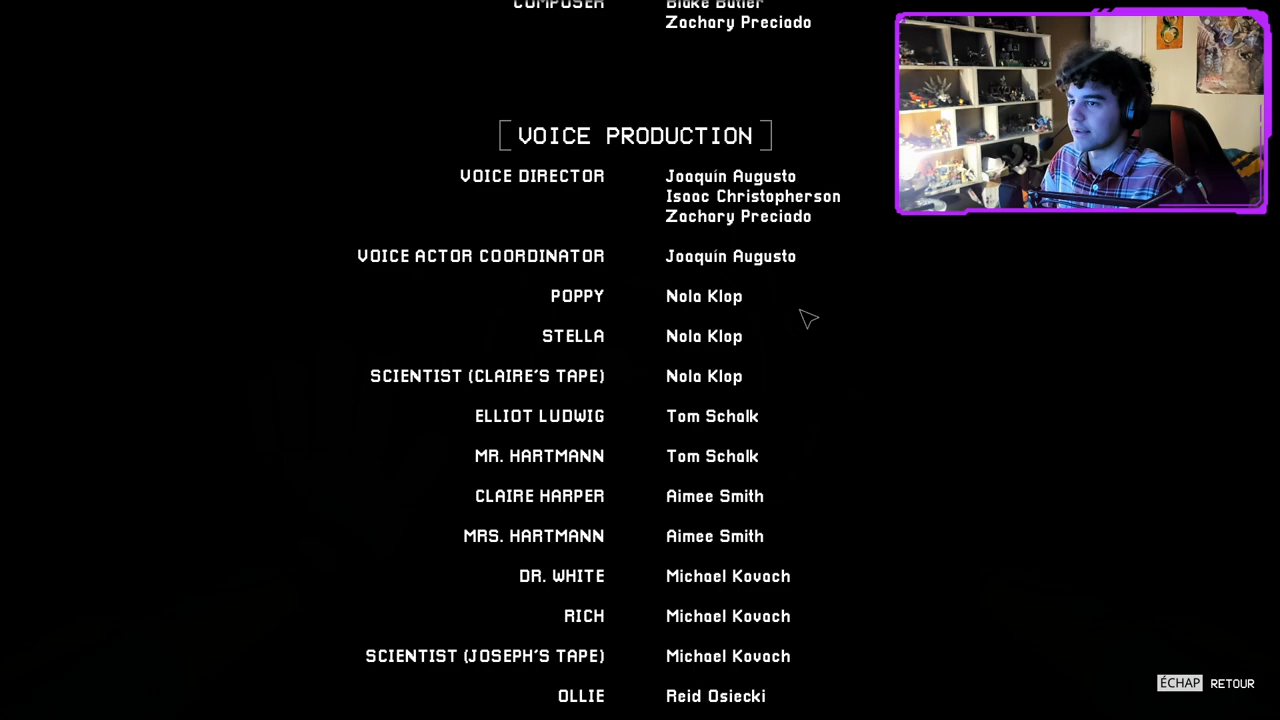 COMPOSER Blake Butler
Zachary Preciado
VOICE PRODUCTION
VOICE DIRECTOR Joaquín Augusto
Isaac Christopherson
Zachary Preciado
VOICE ACTOR COORDINATOR Joaquín Augusto
POPPY Nola Klop
STELLA Nola Klop
SCIENTIST (CLAIRE'S TAPE) Nola Klop
ELLIOT LUDWIG Tom Schalk
MR. HARTMANN Tom Schalk
CLAIRE HARPER Aimee Smith
MRS. HARTMANN Aimee Smith
DR. WHITE Michael Kovach
RICH Michael Kovach
SCIENTIST (JOSEPH'S TAPE) Michael Kovach
OLLIE Reid Osiecki
ÉCHAP RETOUR